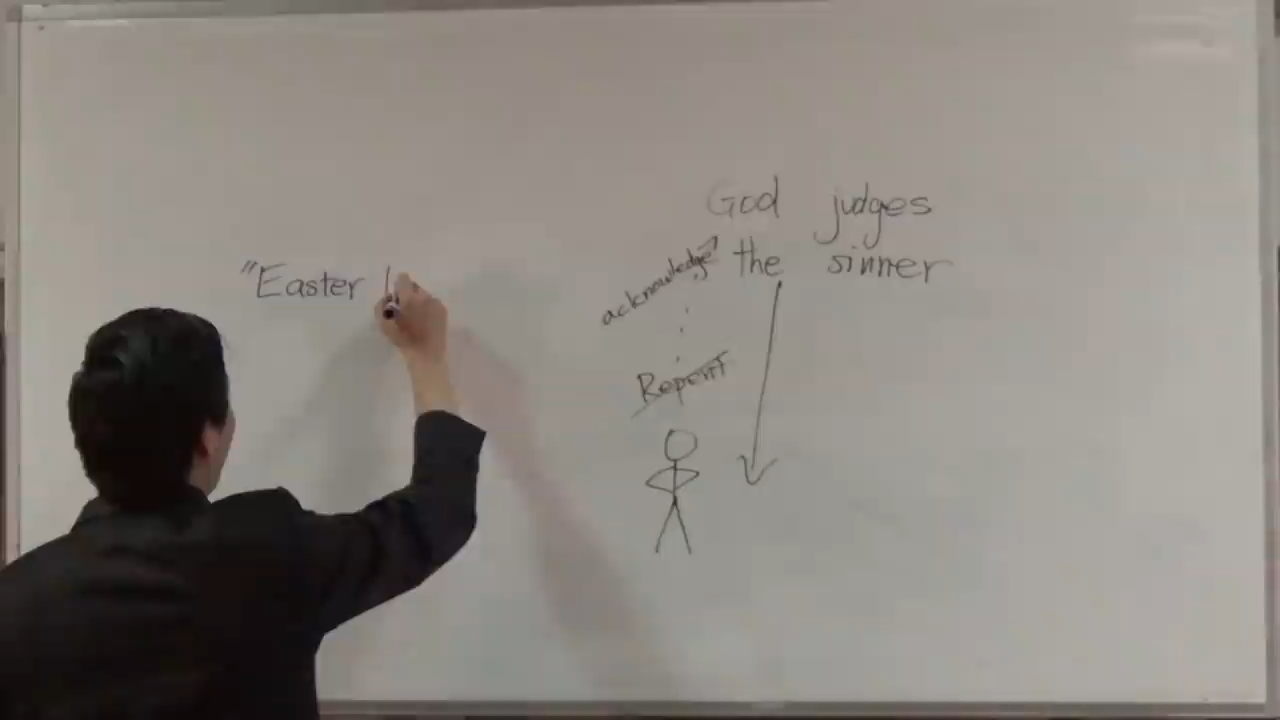 "Easter
God judges
the sinner
acknowledge
Repent